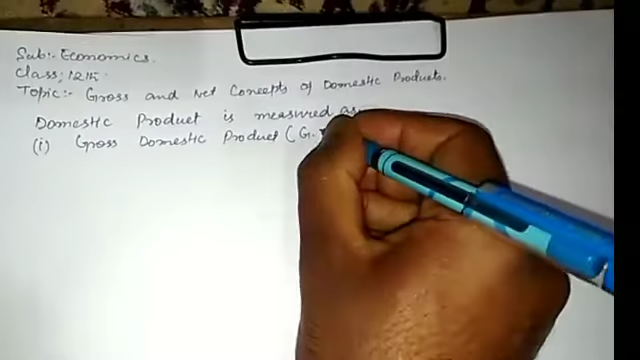 Sub:- Economics.
Class; 12th.
Topic:- Gross and Net Concepts of Domestic Products.
Domestic Product is measured as
(i) Gross Domestic Product (G.